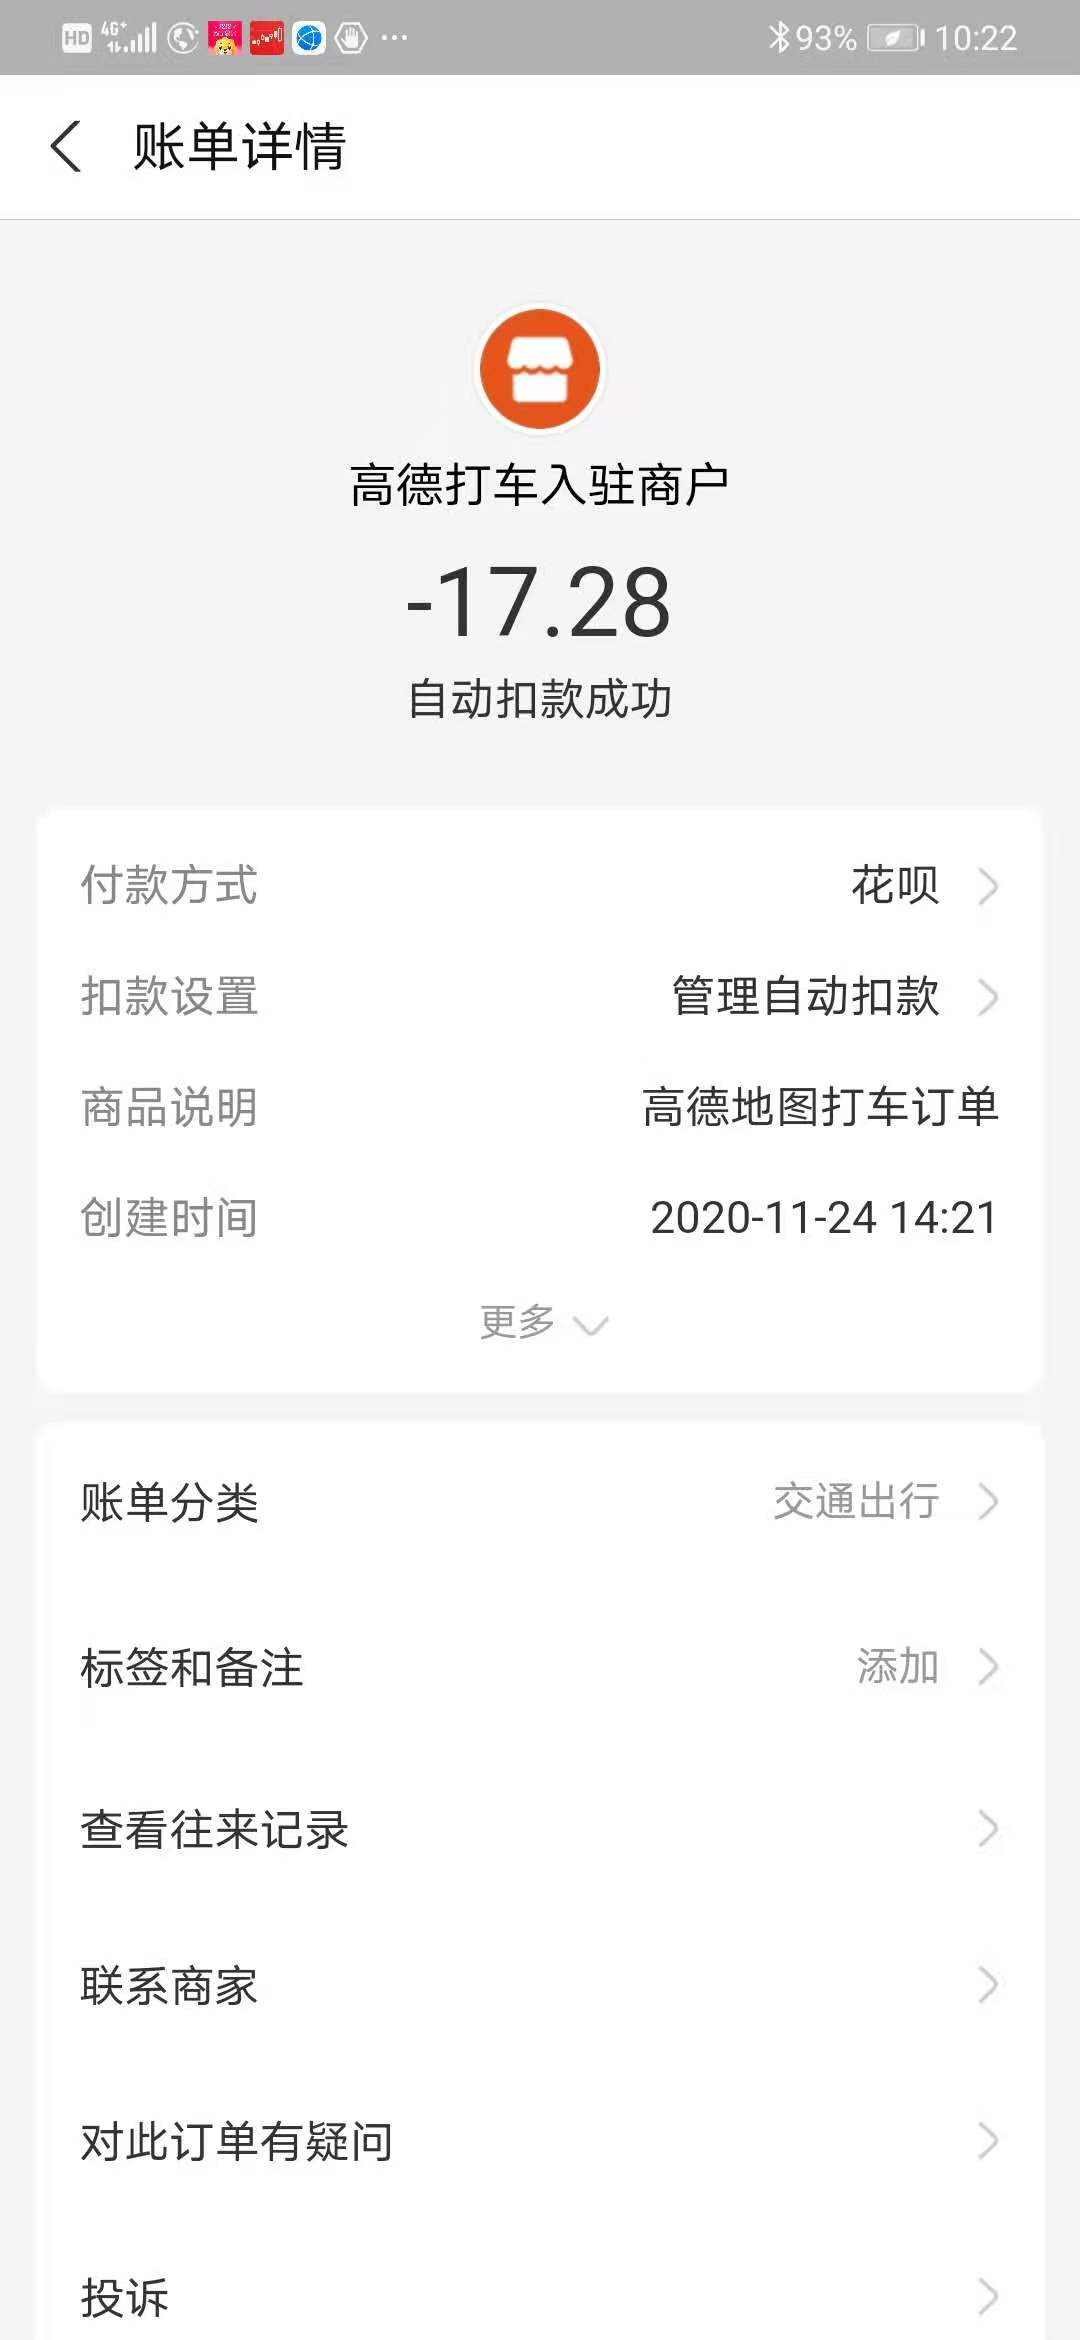 HD 4G+ 93% 10:22
账单详情
高德打车入驻商户
-17.28
自动扣款成功
付款方式 花呗
扣款设置 管理自动扣款
商品说明 高德地图打车订单
创建时间 2020-11-24 14:21
更多
账单分类 交通出行
标签和备注 添加
查看往来记录
联系商家
对此订单有疑问
投诉